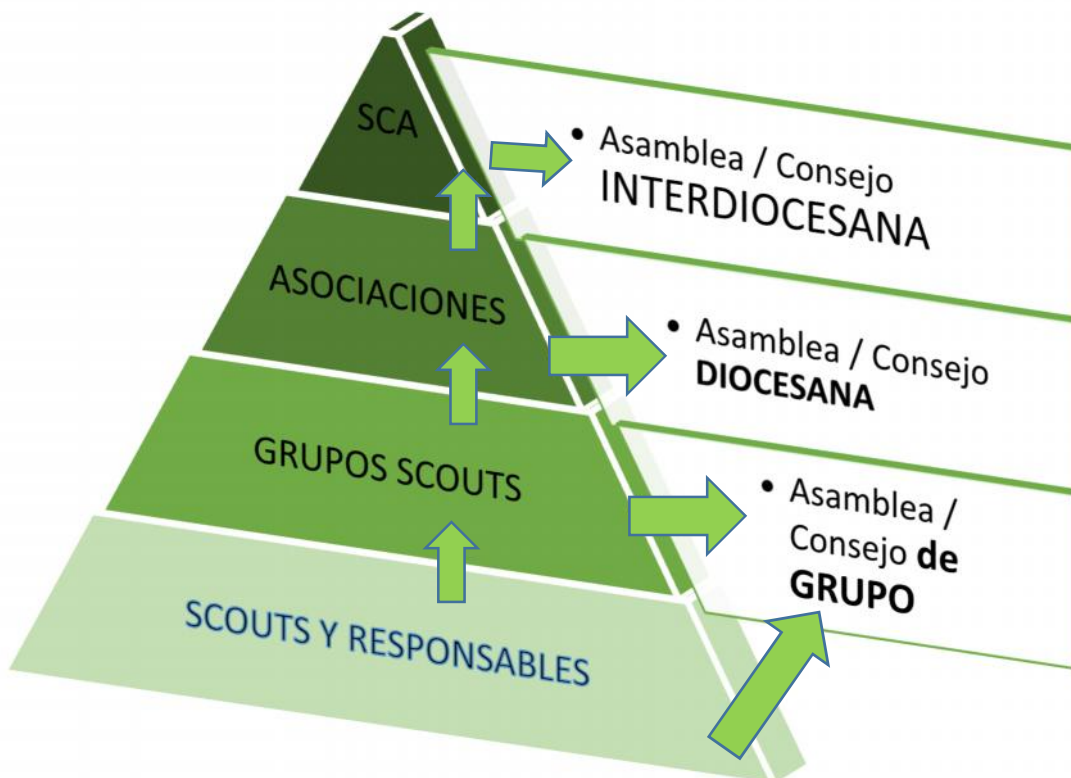 SCA
• Asamblea / Consejo
INTERDIOCESANA
ASOCIACIONES
• Asamblea / Consejo
DIOCESANA
GRUPOS SCOUTS
• Asamblea /
Consejo de
GRUPO
SCOUTS Y RESPONSABLES